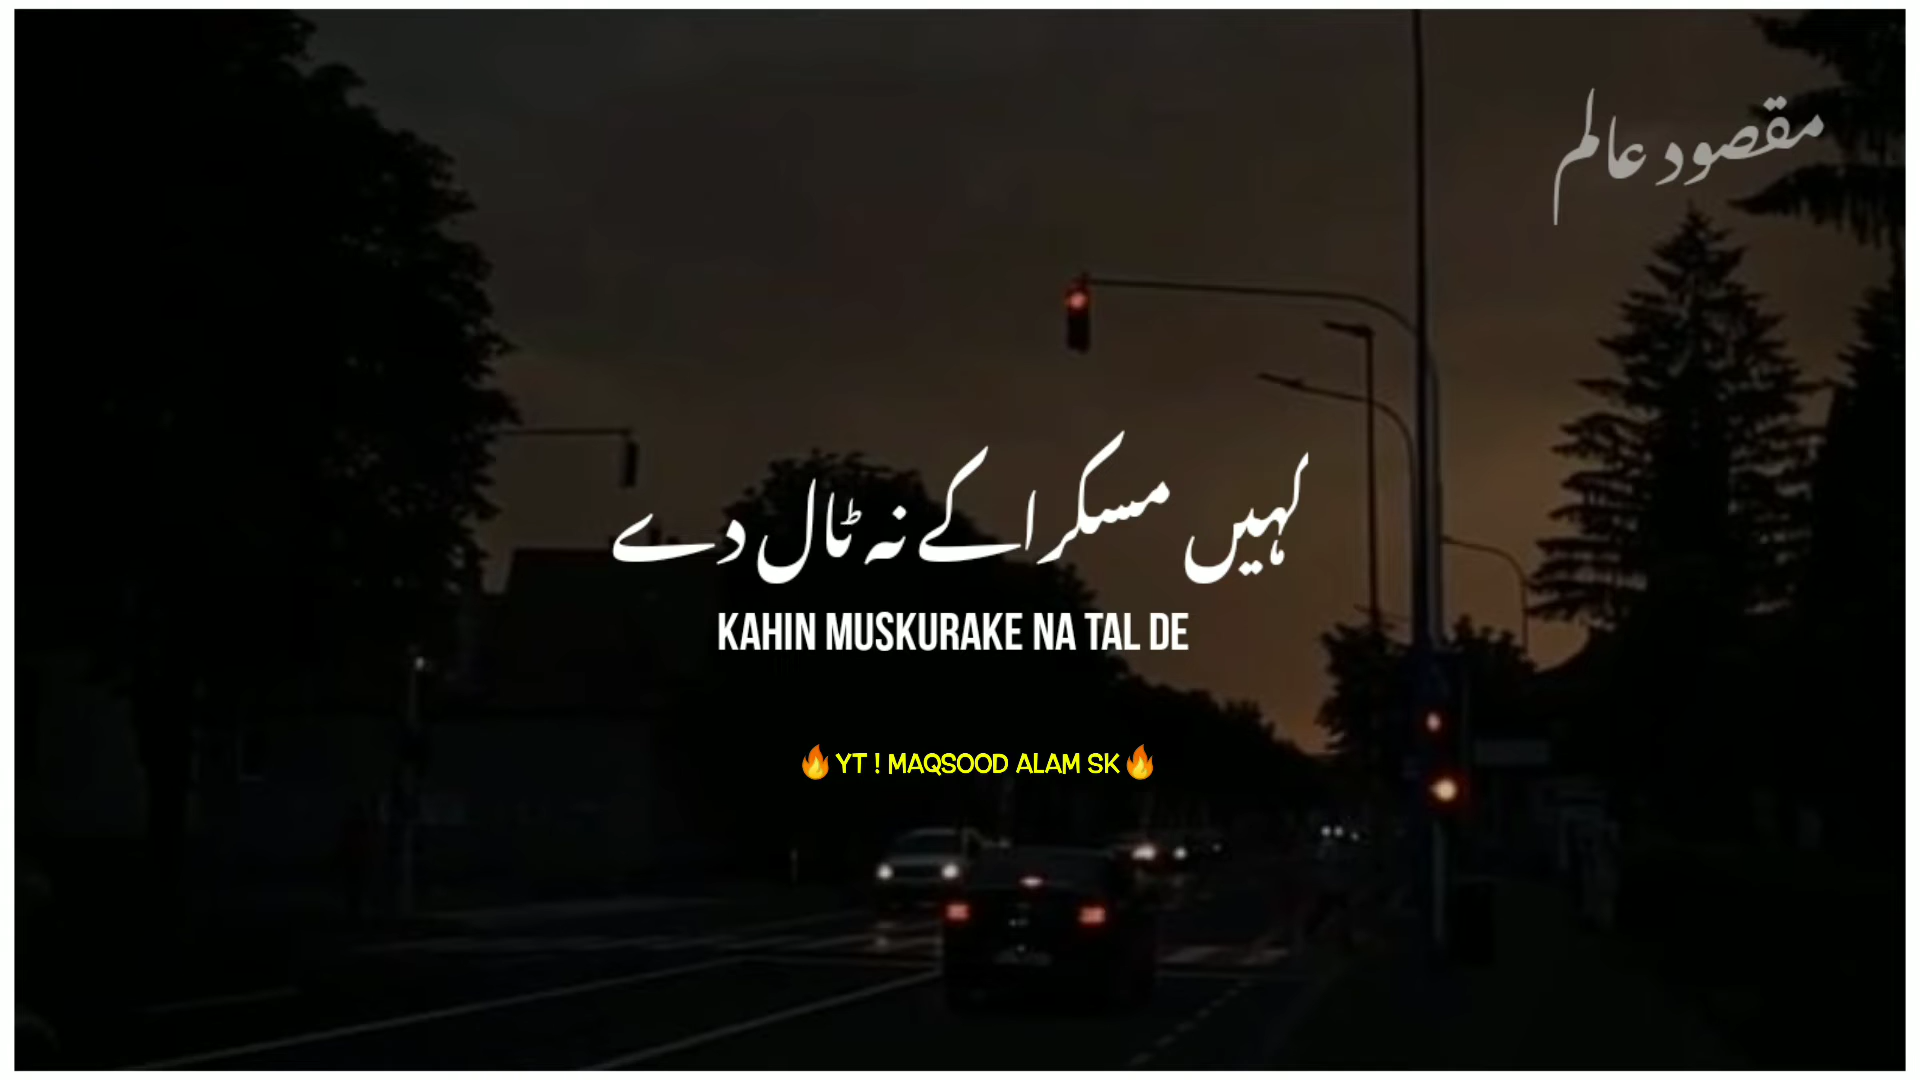 مقصود عالم
کہیں مسکرا کے نہ ٹال دے
KAHIN MUSKURAKE NA TAL DE
🔥YT ! MAQSOOD ALAM SK🔥